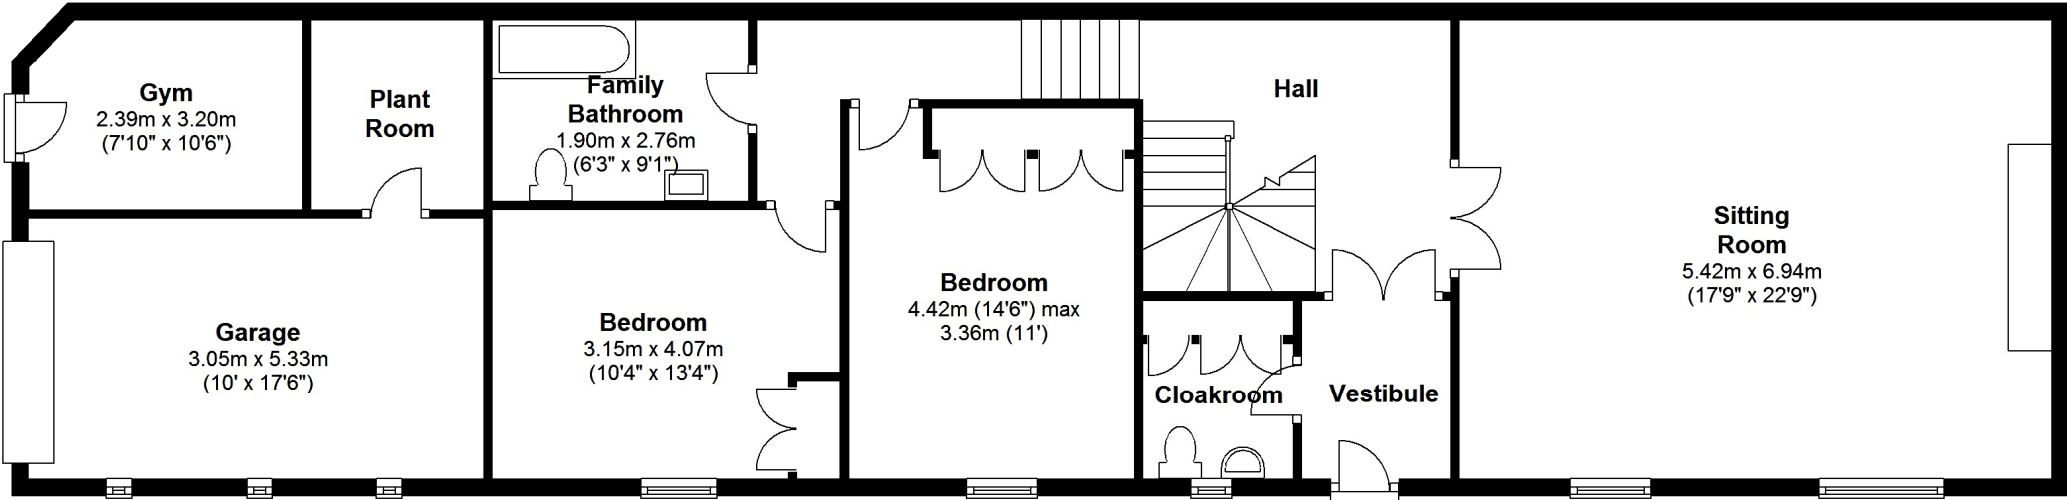 Gym
2.39m x 3.20m
(7'10" x 10'6")
Plant
Room
Family
Bathroom
1.90m x 2.76m
(6'3" x 9'1")
Hall
Sitting
Room
5.42m x 6.94m
(17'9" x 22'9")
Bedroom
4.42m (14'6") max
3.36m (11')
Garage
3.05m x 5.33m
(10' x 17'6")
Bedroom
3.15m x 4.07m
(10'4" x 13'4")
Cloakroom
Vestibule